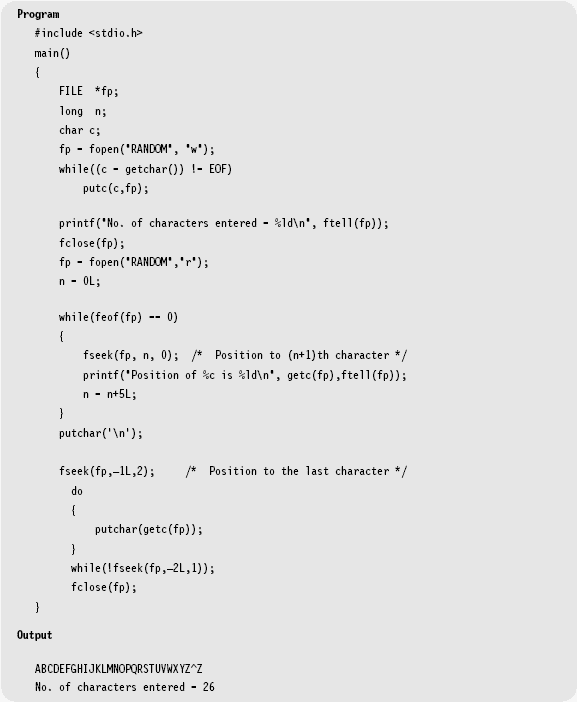 Program
#include <stdio.h>
main()
{
FILE *fp;
long n;
char c;
fp = fopen("RANDOM", "w");
while((c = getchar()) != EOF)
putc(c,fp);
printf("No. of characters entered = %ld\n", ftell(fp));
fclose(fp);
fp = fopen("RANDOM","r");
n = 0L;
while(feof(fp) == 0)
{
fseek(fp, n, 0); /* Position to (n+1)th character */
printf("Position of %c is %ld\n", getc(fp),ftell(fp));
n = n+5L;
}
putchar('\n');
fseek(fp,–1L,2); /* Position to the last character */
do
{
putchar(getc(fp));
}
while(!fseek(fp,–2L,1));
fclose(fp);
}
Output
ABCDEFGHIJKLMNOPQRSTUVWXYZ^Z
No. of characters entered = 26